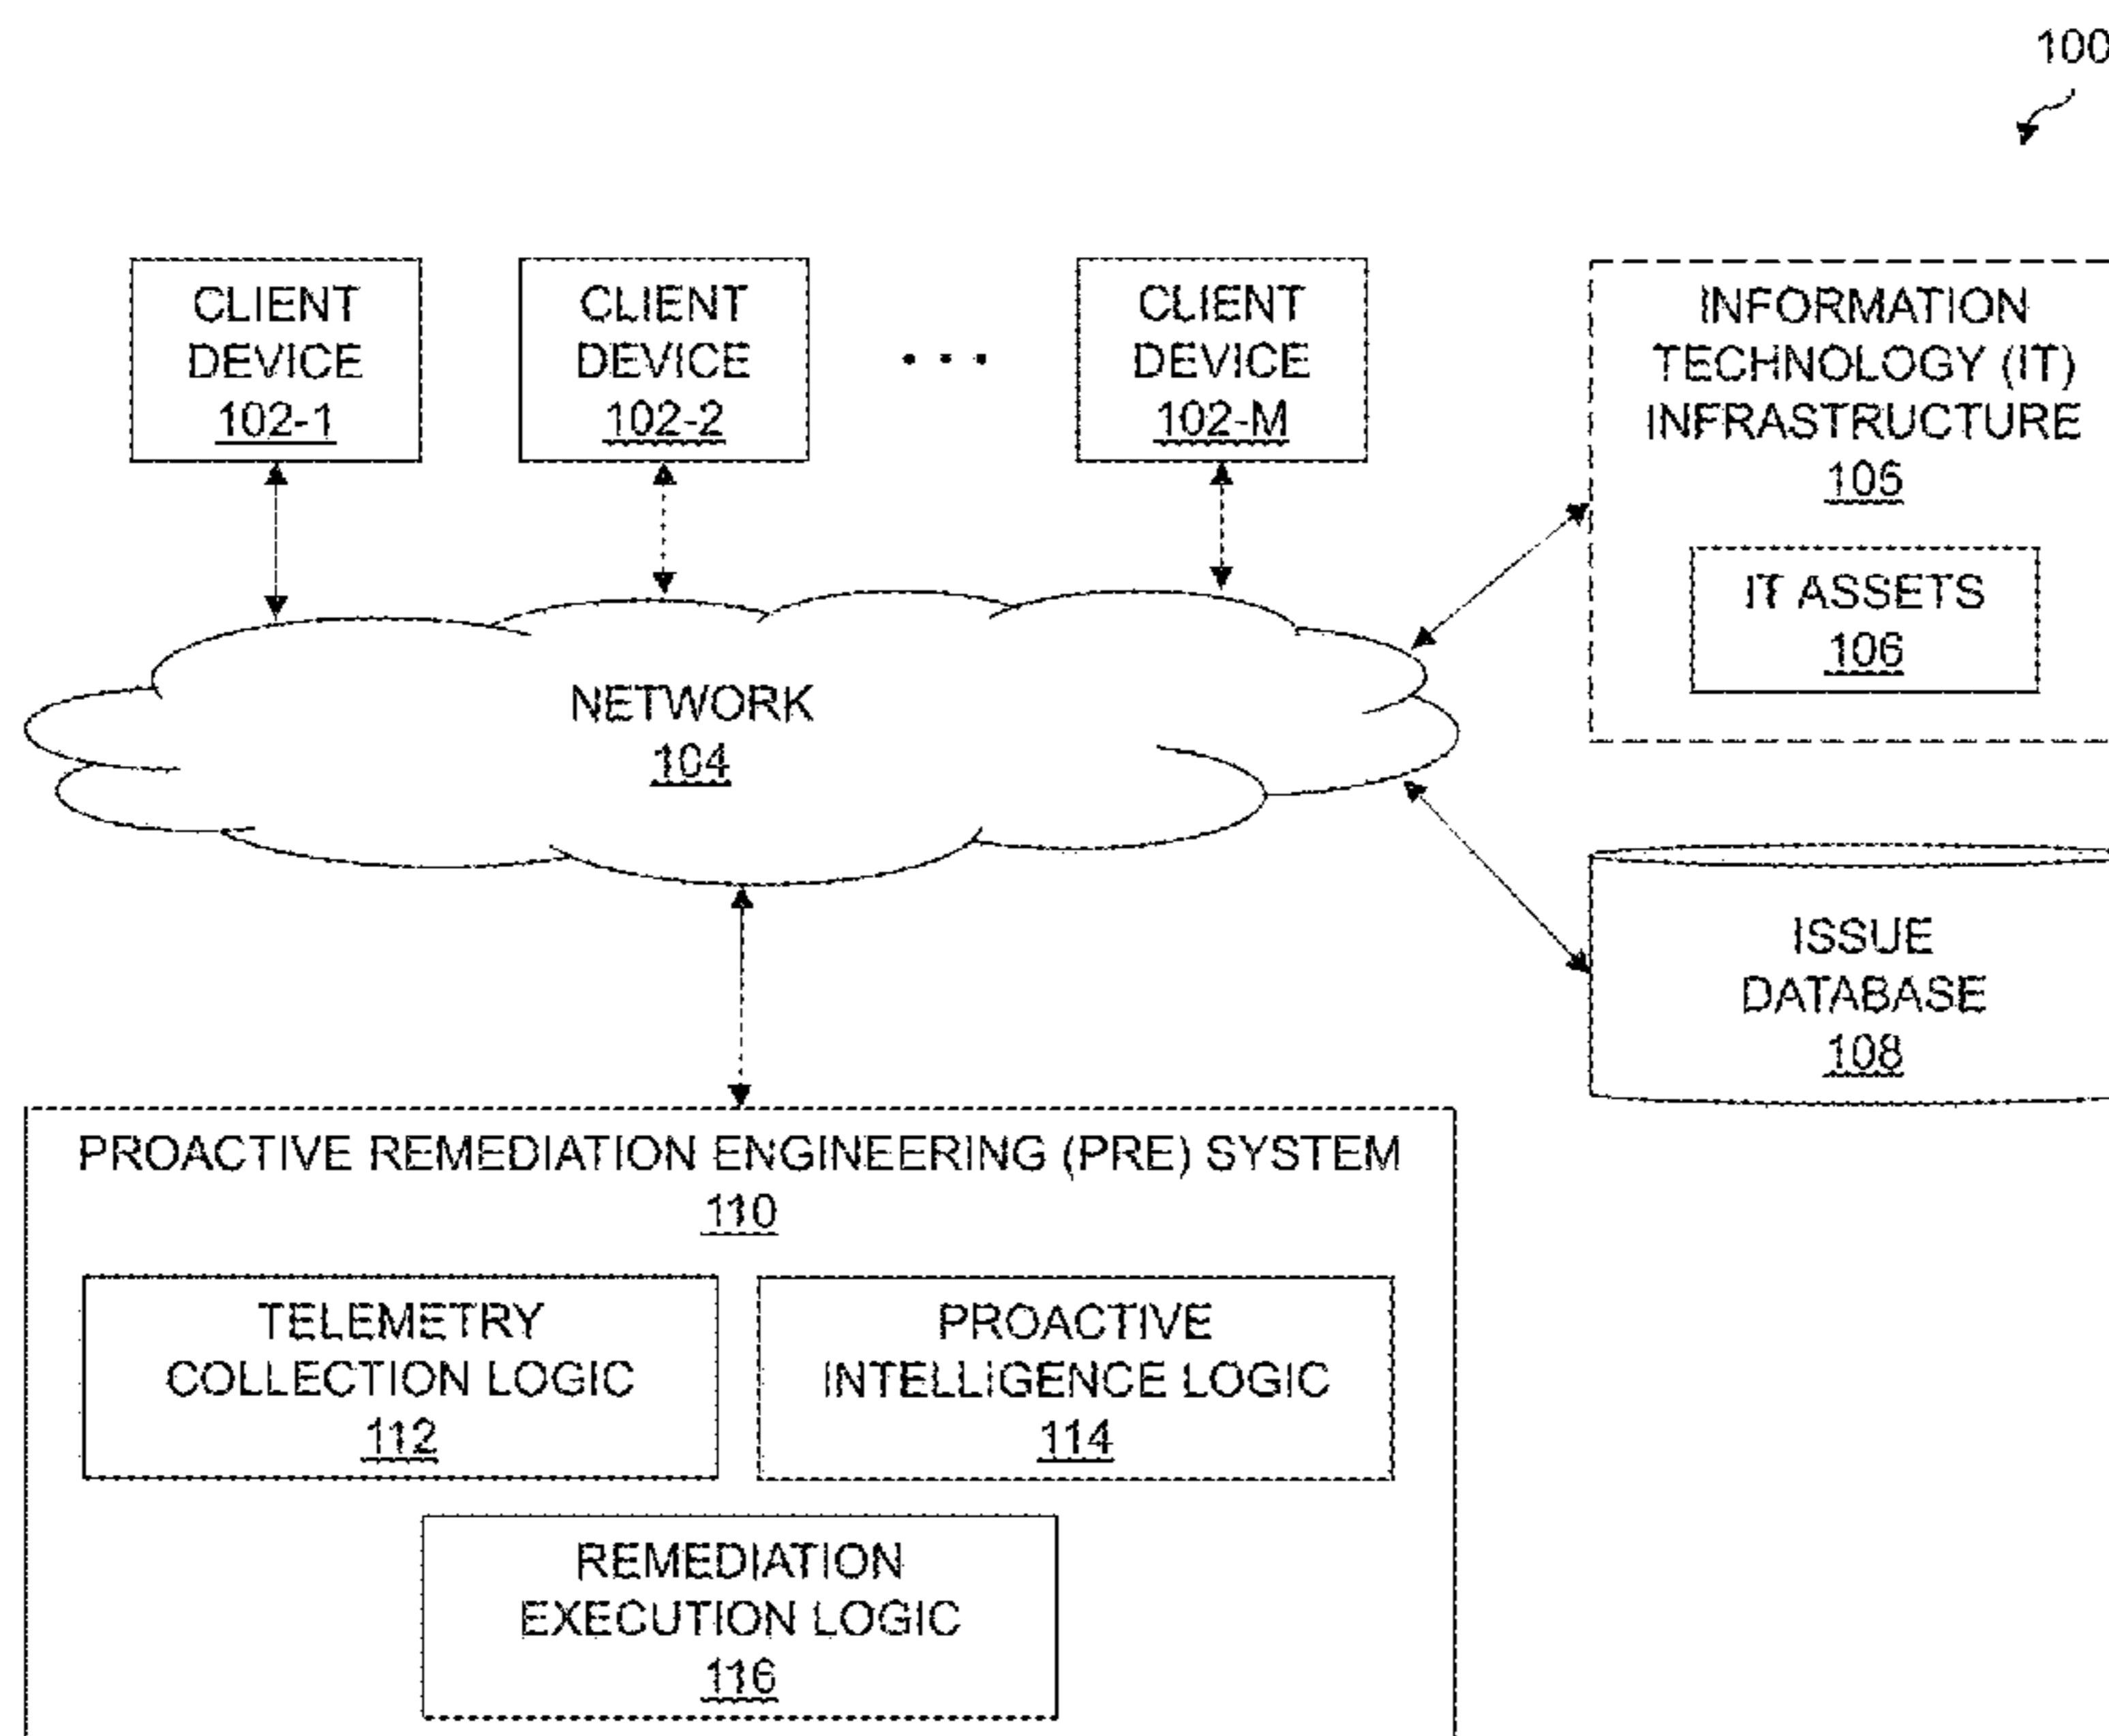 100
CLIENT
DEVICE
102-1
CLIENT
DEVICE
102-2
. . .
CLIENT
DEVICE
102-M
INFORMATION
TECHNOLOGY (IT)
INFRASTRUCTURE
105
IT ASSETS
106
NETWORK
104
ISSUE
DATABASE
108
PROACTIVE REMEDIATION ENGINEERING (PRE) SYSTEM
110
TELEMETRY
COLLECTION LOGIC
112
PROACTIVE
INTELLIGENCE LOGIC
114
REMEDIATION
EXECUTION LOGIC
116